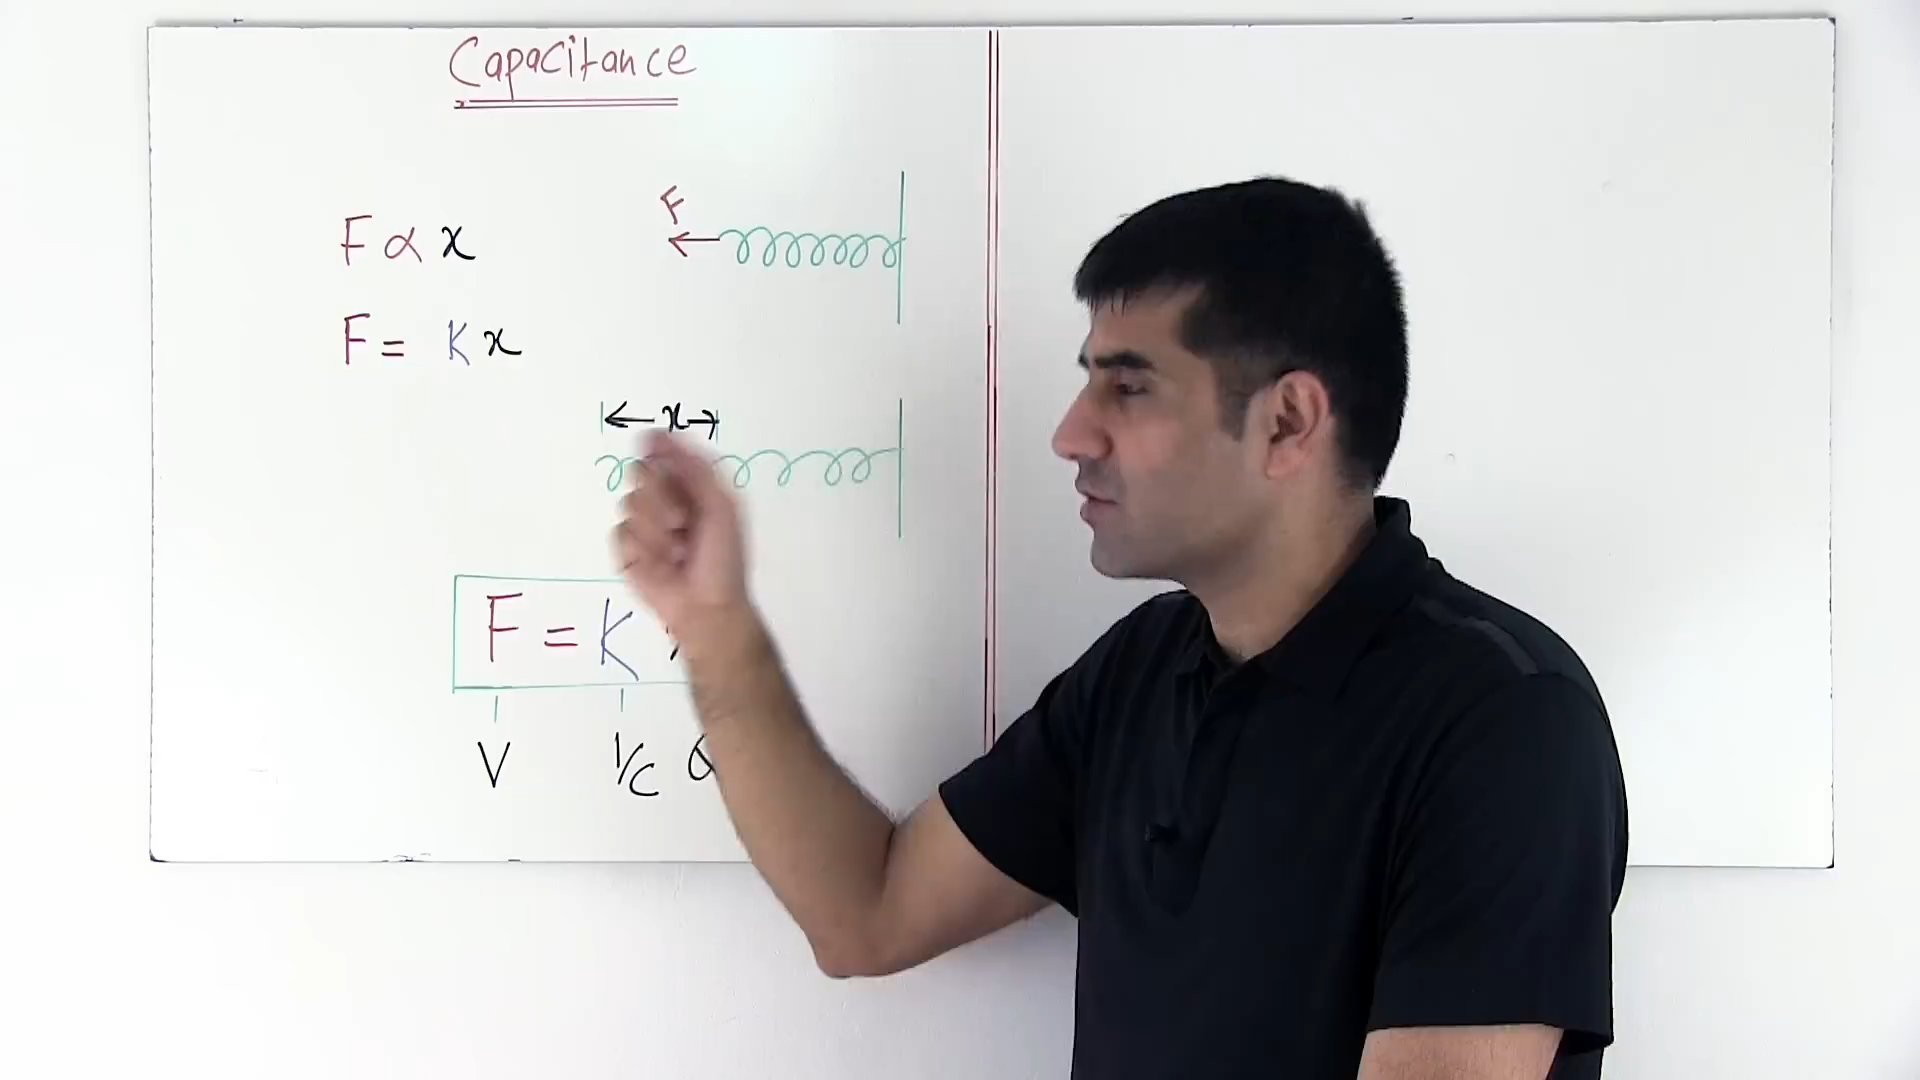 Capacitance
F
F α x
F = K x
x
F = K
V 1/C Q